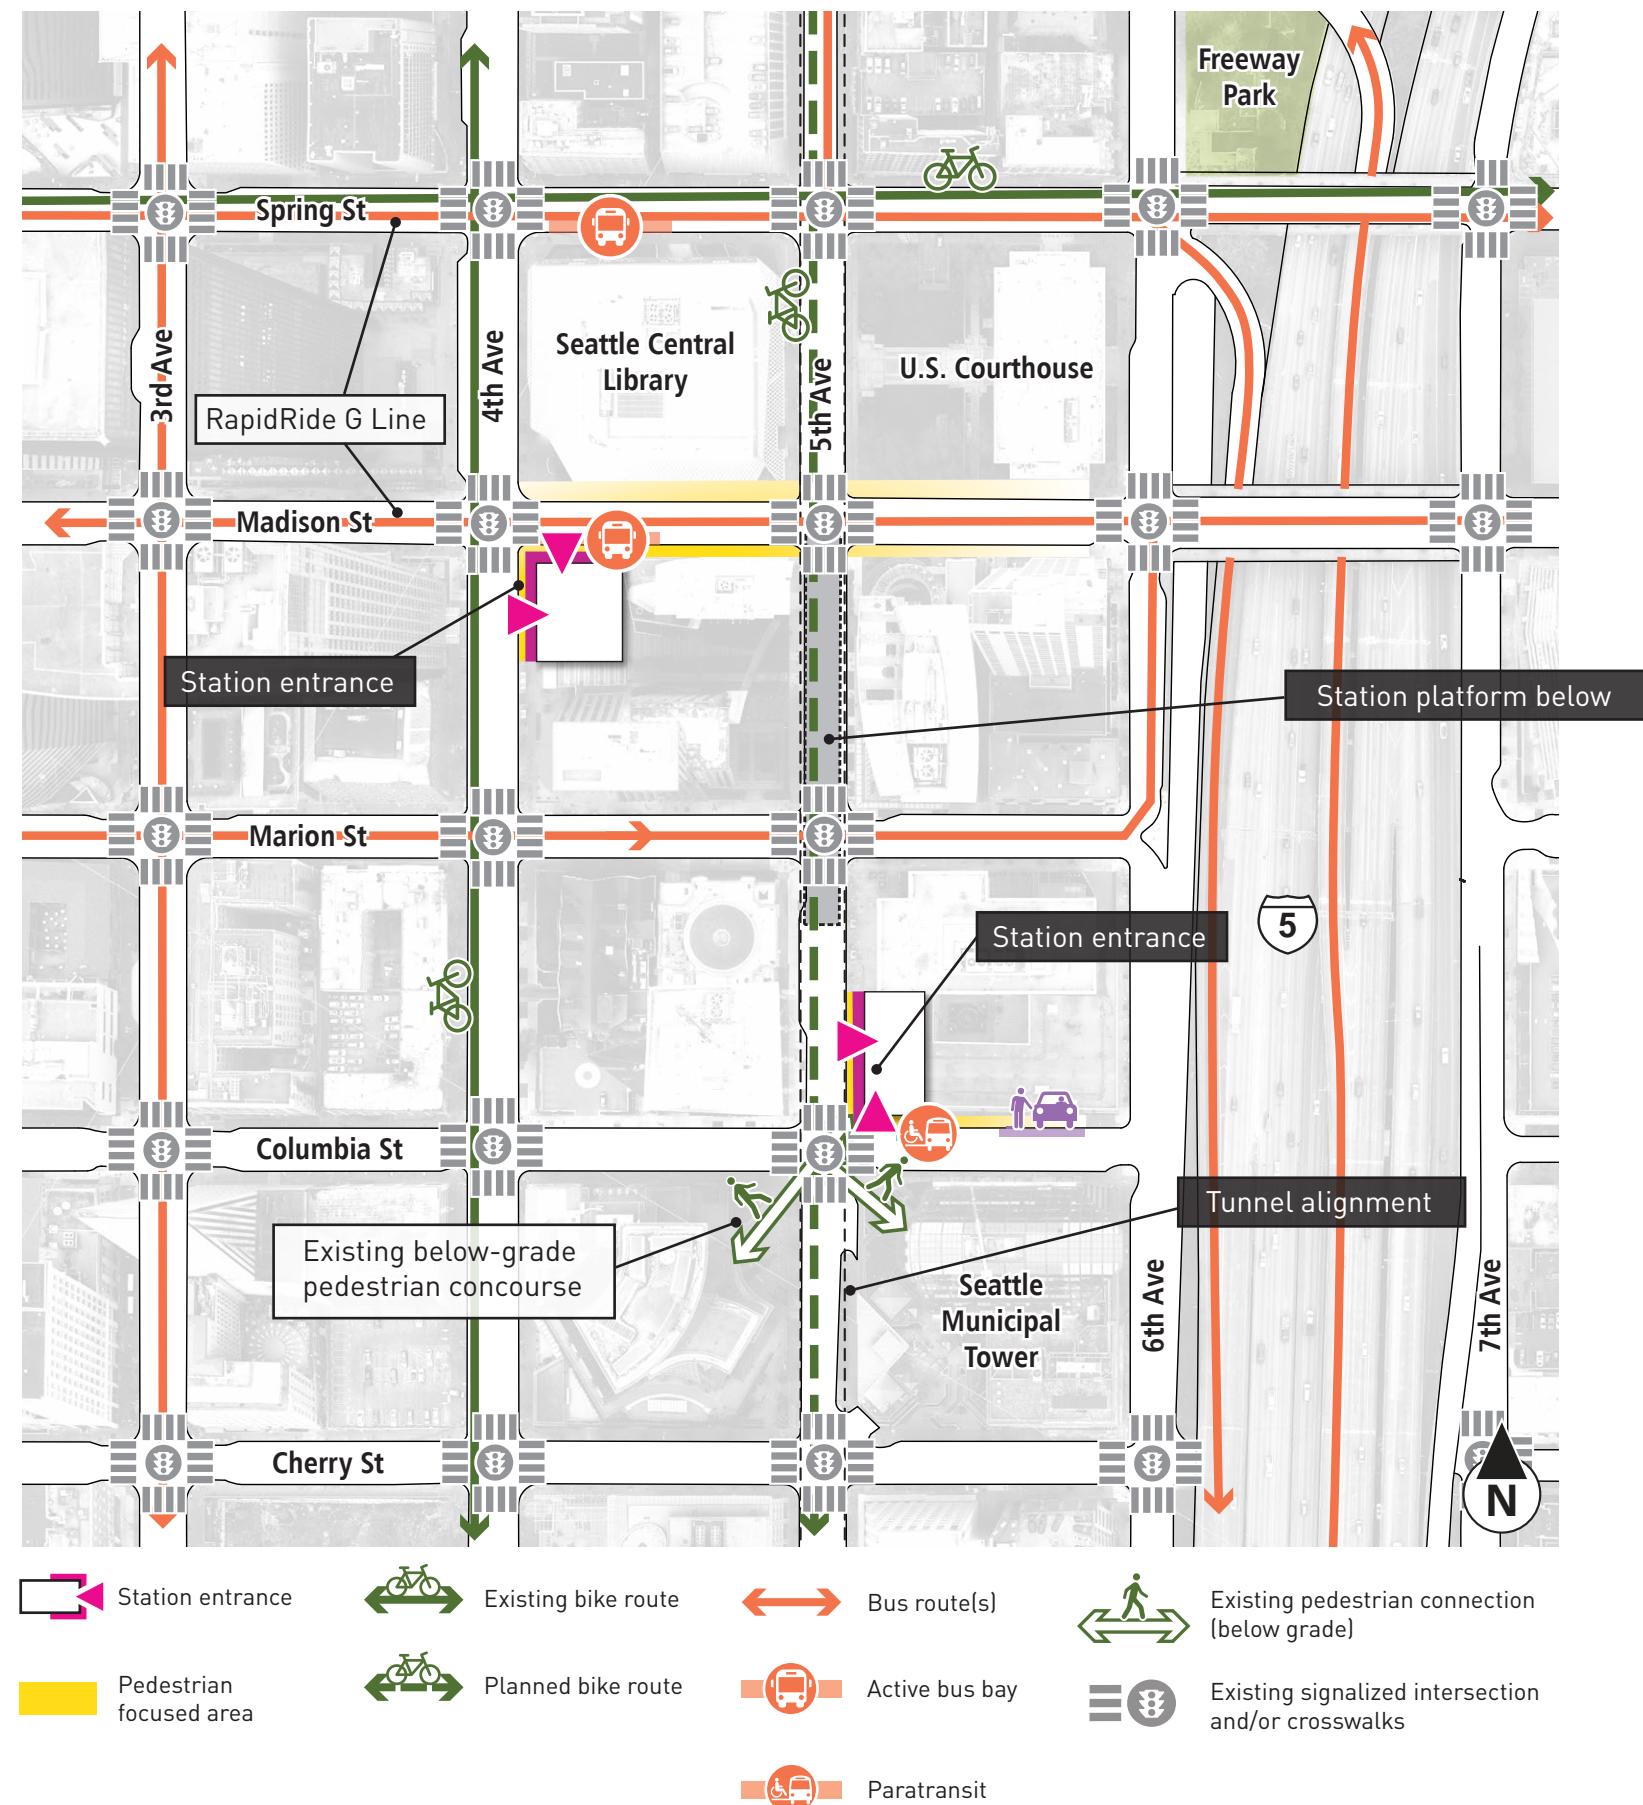 Freeway
Park
Spring St
3rd Ave
4th Ave
5th Ave
Seattle Central
Library
U.S. Courthouse
RapidRide G Line
Madison St
Station entrance
Station platform below
Marion St
5
Station entrance
Columbia St
Existing below-grade
pedestrian concourse
Tunnel alignment
Seattle
Municipal
Tower
6th Ave
7th Ave
Cherry St
N
Station entrance
Existing bike route
Bus route(s)
Existing pedestrian connection
(below grade)
Pedestrian
focused area
Planned bike route
Active bus bay
Existing signalized intersection
and/or crosswalks
Paratransit